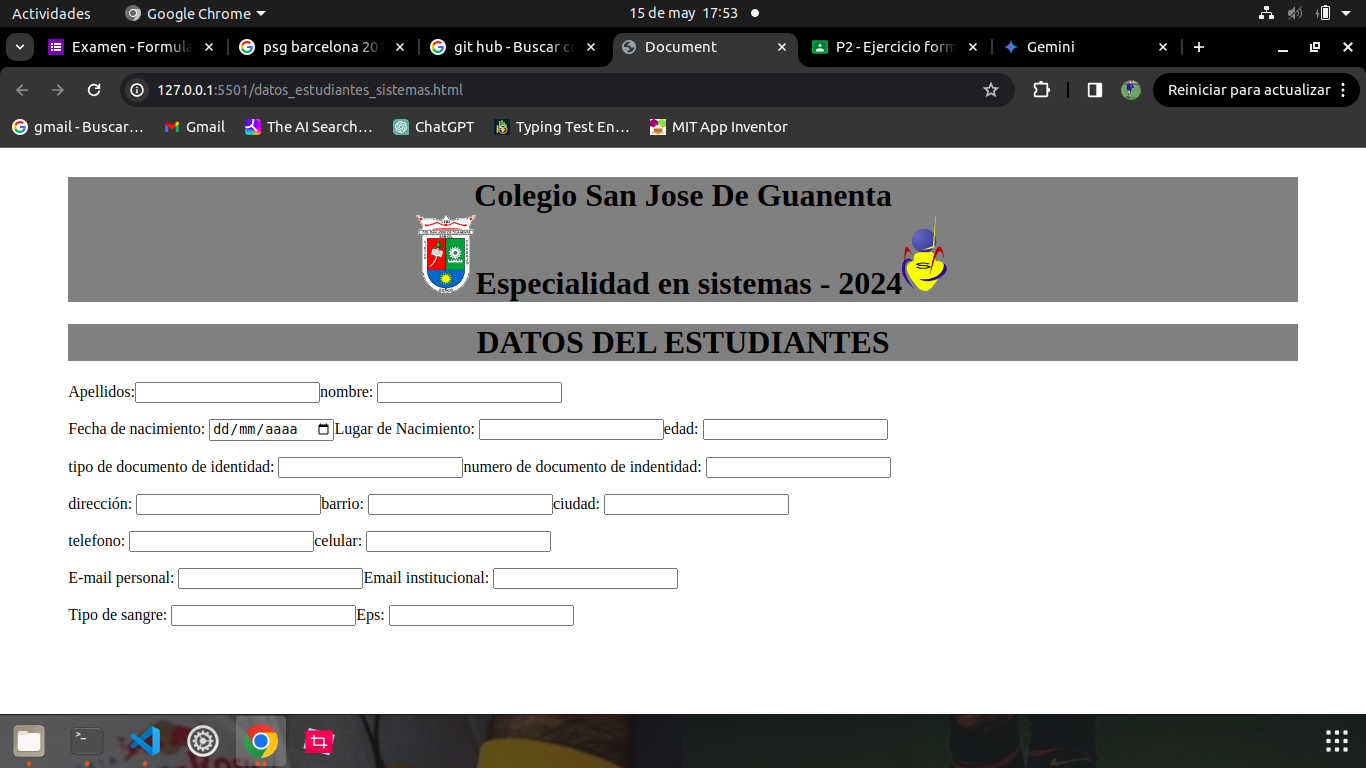 Actividades Google Chrome 15 de may 17:53
Examen - Formula psg barcelona 20 git hub - Buscar c Document P2 - Ejercicio form Gemini
127.0.0.1:5501/datos_estudiantes_sistemas.html Reiniciar para actualizar
gmail - Buscar… Gmail The AI Search… ChatGPT Typing Test En… MIT App Inventor
Colegio San Jose De Guanenta
Especialidad en sistemas - 2024
DATOS DEL ESTUDIANTES
Apellidos: nombre:
Fecha de nacimiento: dd/mm/aaaa Lugar de Nacimiento: edad:
tipo de documento de identidad: numero de documento de indentidad:
dirección: barrio: ciudad:
telefono: celular:
E-mail personal: Email institucional:
Tipo de sangre: Eps: